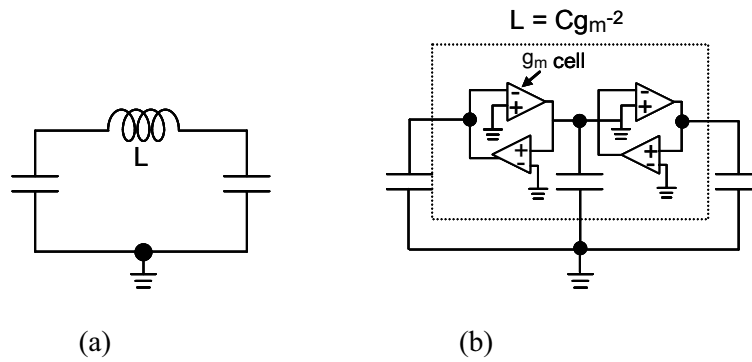 L = Cgm-2
gm cell
L
-
+
+
-
-
+
+
-
(a)
(b)